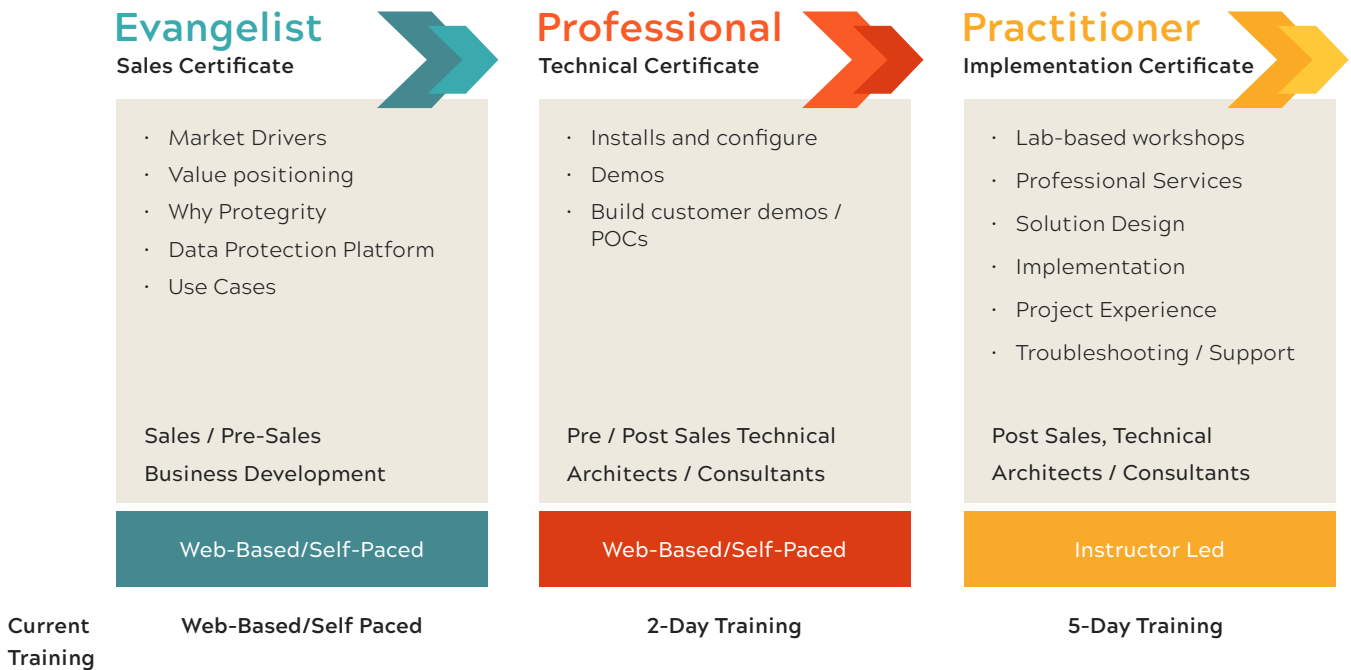 Evangelist
Sales Certificate
· Market Drivers
· Value positioning
· Why Protegrity
· Data Protection Platform
· Use Cases
Sales / Pre-Sales
Business Development
Web-Based/Self-Paced
Professional
Technical Certificate
· Installs and configure
· Demos
· Build customer demos /
POCs
Pre / Post Sales Technical
Architects / Consultants
Web-Based/Self-Paced
Practitioner
Implementation Certificate
· Lab-based workshops
· Professional Services
· Solution Design
· Implementation
· Project Experience
· Troubleshooting / Support
Post Sales, Technical
Architects / Consultants
Instructor Led
Current
Training
Web-Based/Self Paced
2-Day Training
5-Day Training